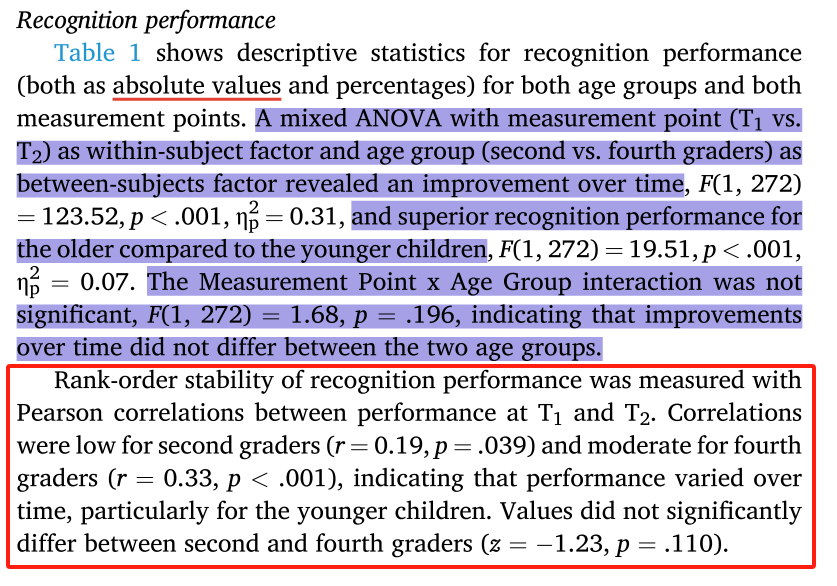 Recognition performance
Table 1 shows descriptive statistics for recognition performance
(both as absolute values and percentages) for both age groups and both
measurement points. A mixed ANOVA with measurement point (T₁ vs.
T₂) as within-subject factor and age group (second vs. fourth graders) as
between-subjects factor revealed an improvement over time, F(1, 272)
= 123.52, p < .001, η²ₚ = 0.31, and superior recognition performance for
the older compared to the younger children, F(1, 272) = 19.51, p < .001,
η²ₚ = 0.07. The Measurement Point x Age Group interaction was not
significant, F(1, 272) = 1.68, p = .196, indicating that improvements
over time did not differ between the two age groups.
Rank-order stability of recognition performance was measured with
Pearson correlations between performance at T₁ and T₂. Correlations
were low for second graders (r = 0.19, p = .039) and moderate for fourth
graders (r = 0.33, p < .001), indicating that performance varied over
time, particularly for the younger children. Values did not significantly
differ between second and fourth graders (z = −1.23, p = .110).